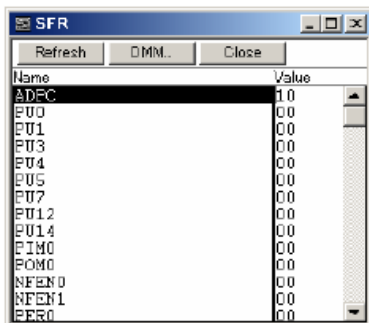 SFR
Refresh DMM.. Close
Name Value
ADPC 10
PU0 00
PU1 00
PU3 00
PU4 00
PU5 00
PU7 00
PU12 00
PU14 00
PIM0 00
POM0 00
NFEN0 00
NFEN1 00
PER0 00